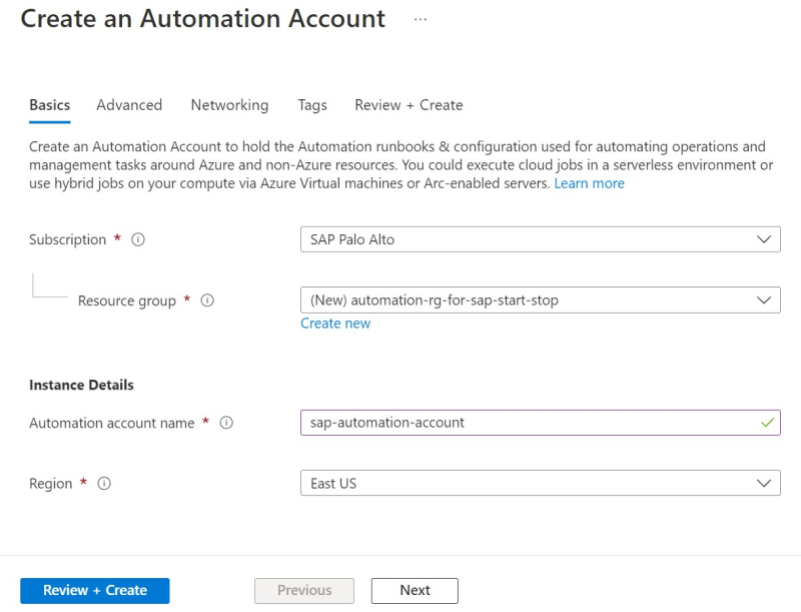 Create an Automation Account ...
Basics Advanced Networking Tags Review + Create
Create an Automation Account to hold the Automation runbooks & configuration used for automating operations and
management tasks around Azure and non-Azure resources. You could execute cloud jobs in a serverless environment or
use hybrid jobs on your compute via Azure Virtual machines or Arc-enabled servers. Learn more
Subscription * SAP Palo Alto
Resource group * (New) automation-rg-for-sap-start-stop
Create new
Instance Details
Automation account name * sap-automation-account
Region * East US
Review + Create Previous Next